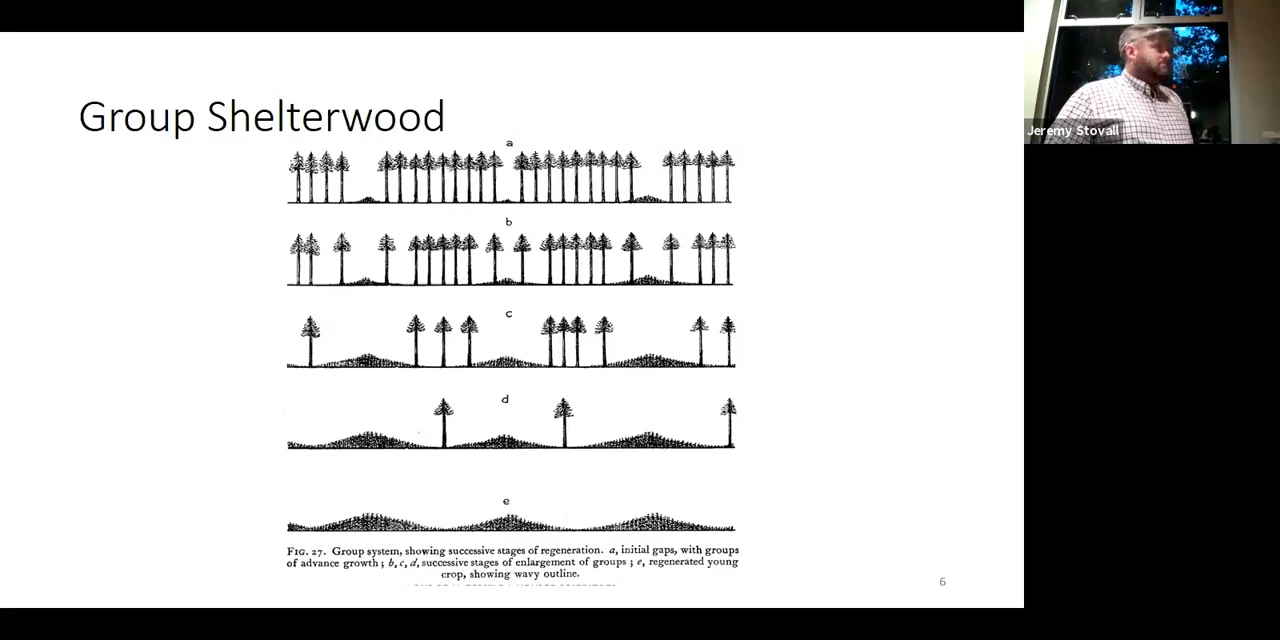 Group Shelterwood
Jeremy Stovall
a
b
c
d
e
FIG. 27. Group system, showing successive stages of regeneration. a, initial gaps, with groups
of advance growth ; b, c, d, successive stages of enlargement of groups ; e, regenerated young
crop, showing wavy outline.
6